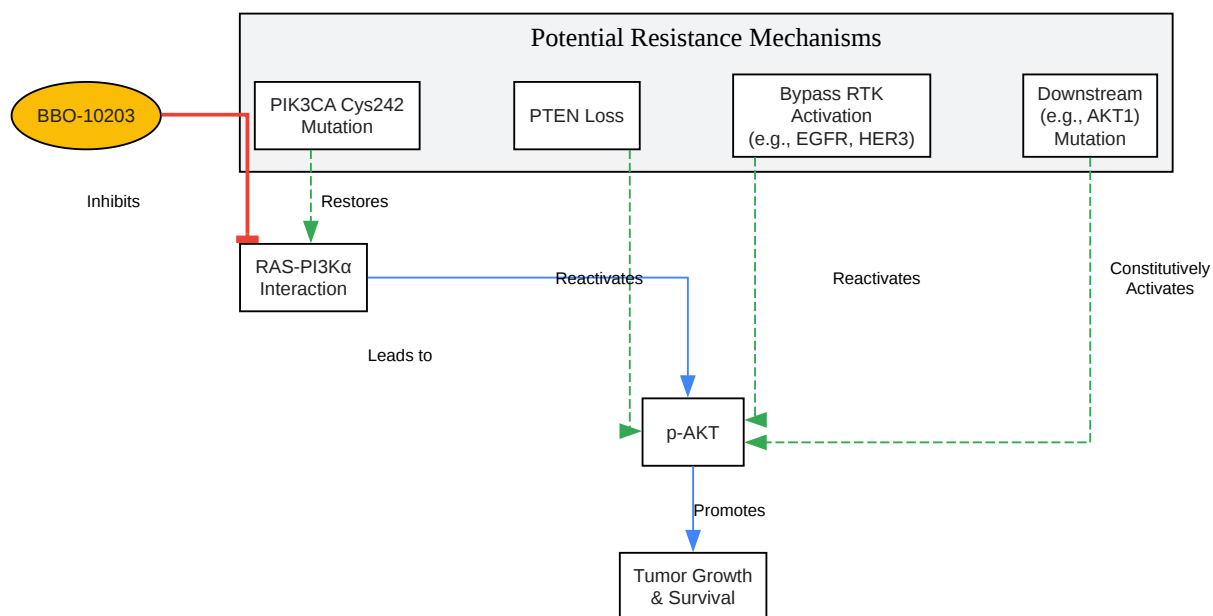 Potential Resistance Mechanisms
BBO-10203
PIK3CA Cys242
Mutation
PTEN Loss
Bypass RTK
Activation
(e.g., EGFR, HER3)
Downstream
(e.g., AKT1)
Mutation
Inhibits
Restores
RAS-PI3Kα
Interaction
Reactivates
Reactivates
Constitutively
Activates
Leads to
p-AKT
Promotes
Tumor Growth
& Survival